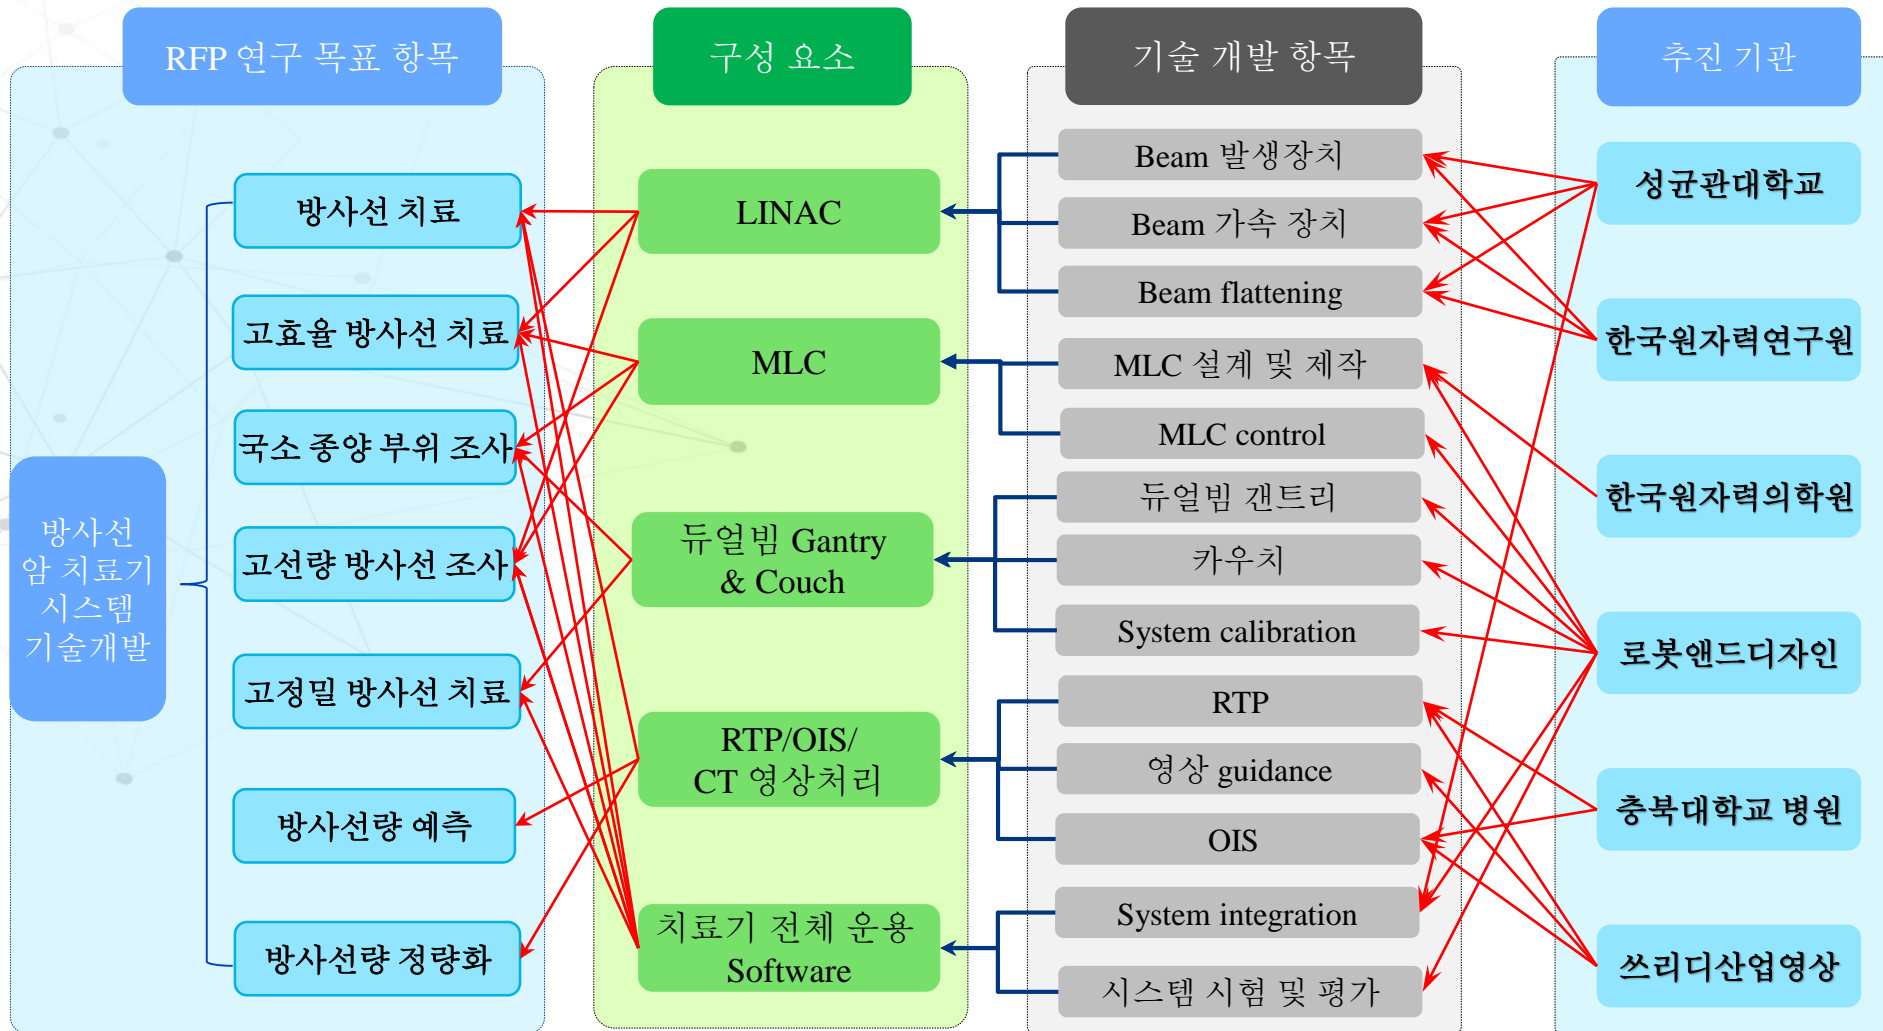 RFP 연구 목표 항목
구성 요소
기술 개발 항목
추진 기관
방사선
암 치료기
시스템
기술개발
방사선 치료
고효율 방사선 치료
국소 종양 부위 조사
고선량 방사선 조사
고정밀 방사선 치료
방사선량 예측
방사선량 정량화
LINAC
MLC
듀얼빔 Gantry
& Couch
RTP/OIS/
CT 영상처리
치료기 전체 운용
Software
Beam 발생장치
Beam 가속 장치
Beam flattening
MLC 설계 및 제작
MLC control
듀얼빔 갠트리
카우치
System calibration
RTP
영상 guidance
OIS
System integration
시스템 시험 및 평가
성균관대학교
한국원자력연구원
한국원자력의학원
로봇앤드디자인
충북대학교 병원
쓰리디산업영상